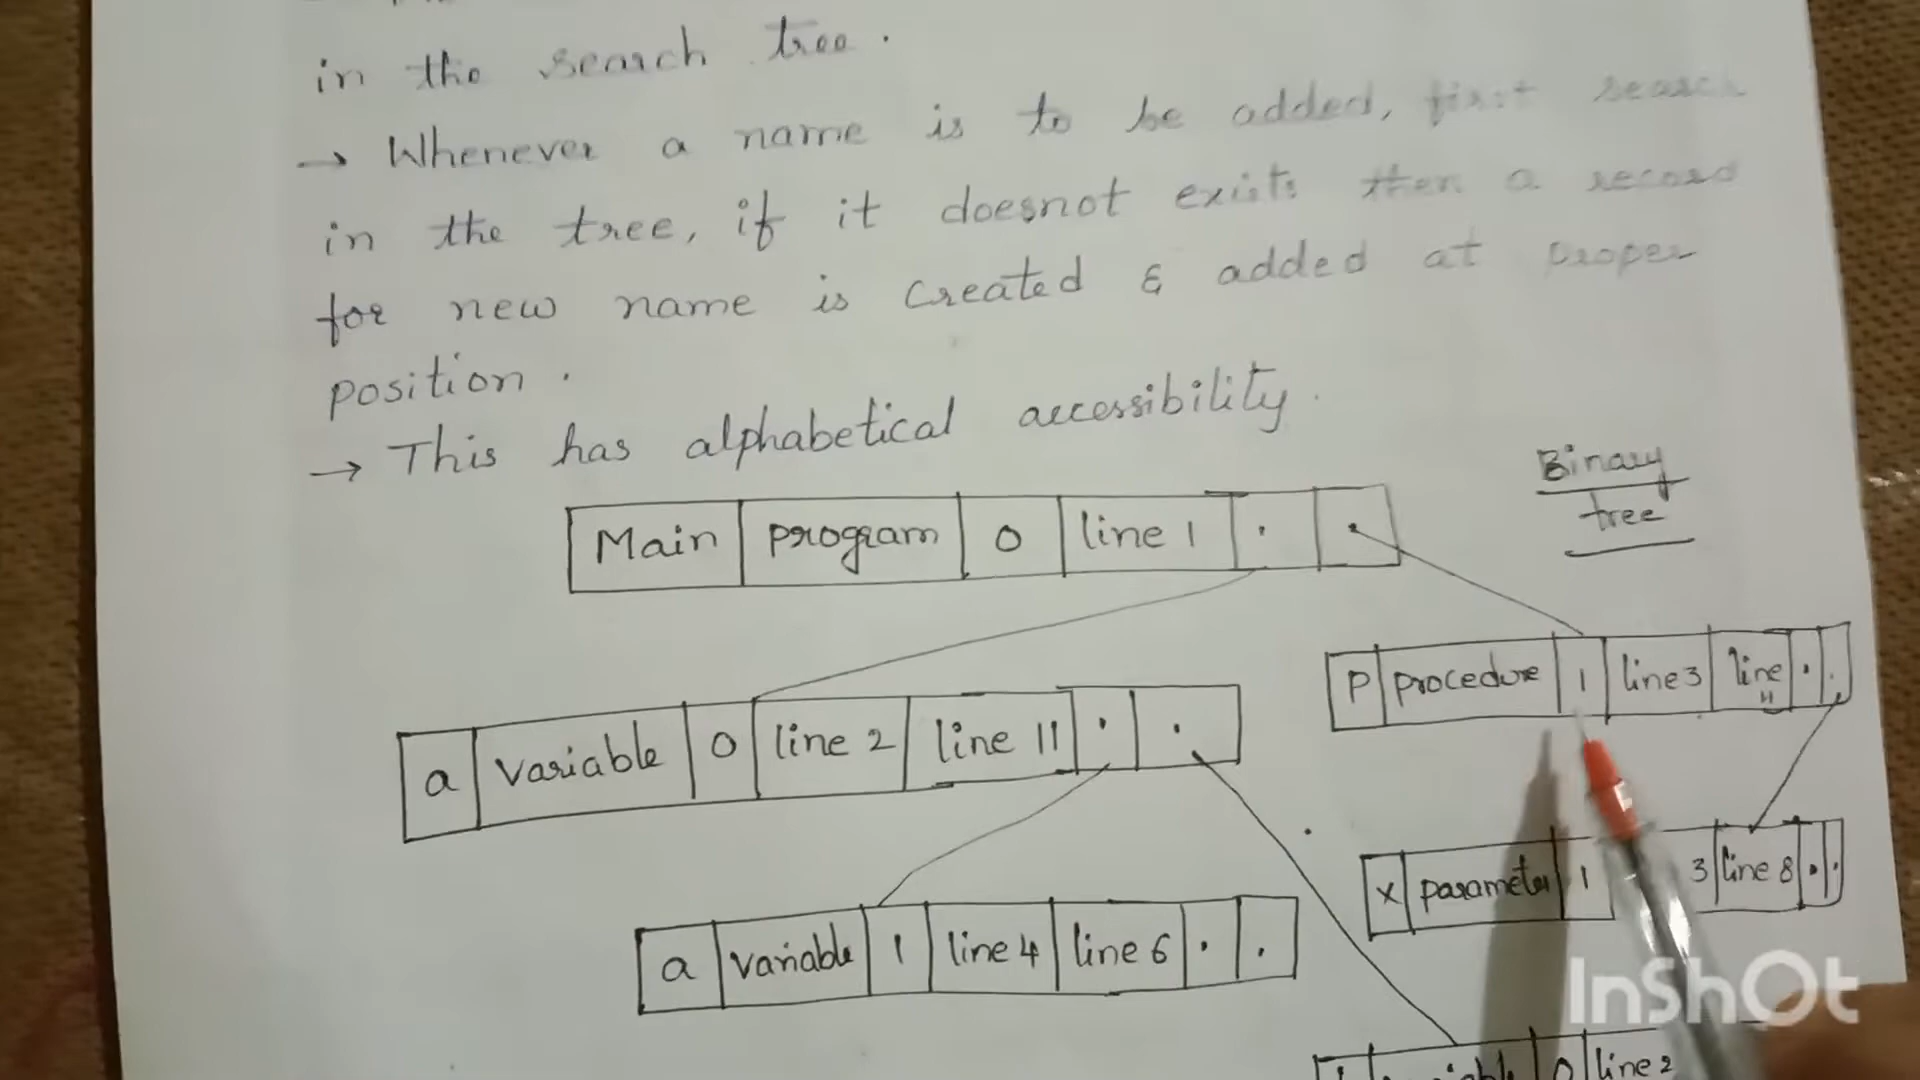 in the search tree.
→ Whenever a name is to be added, first search
in the tree, if it doesnot exists then a record
for new name is created & added at proper
position.
→ This has alphabetical accessibility.
Binary
tree
Main program 0 line 1 . .
P procedure 1 line 3 line 11 . .
a variable 0 line 2 line 11 . .
x parameter 1 3 line 8 . .
a variable 1 line 4 line 6 . .
0 line 2
InShOt